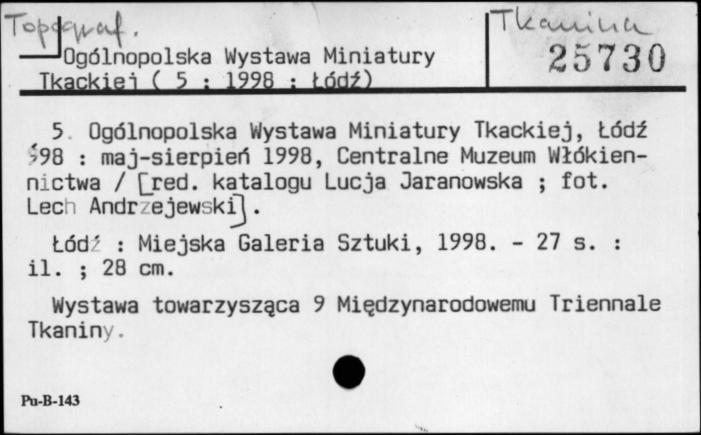 Topograf.
Tkanina
25730
Ogólnopolska Wystawa Miniatury
Tkackiej ( 5 : 1998 : Łódź)
5. Ogólnopolska Wystawa Miniatury Tkackiej, Łódź
'98 : maj-sierpień 1998, Centralne Muzeum Włókien-
nictwa / [red. katalogu Lucja Jaranowska ; fot.
Lech Andrzejewski].
Łódź : Miejska Galeria Sztuki, 1998. - 27 s. :
il. ; 28 cm.
Wystawa towarzysząca 9 Międzynarodowemu Triennale
Tkaniny.
Pu-B-143